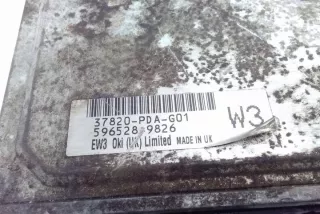 37820-PDA-G01
W3
596528 9826
EW3 Oki (UK) Limited MADE IN UK